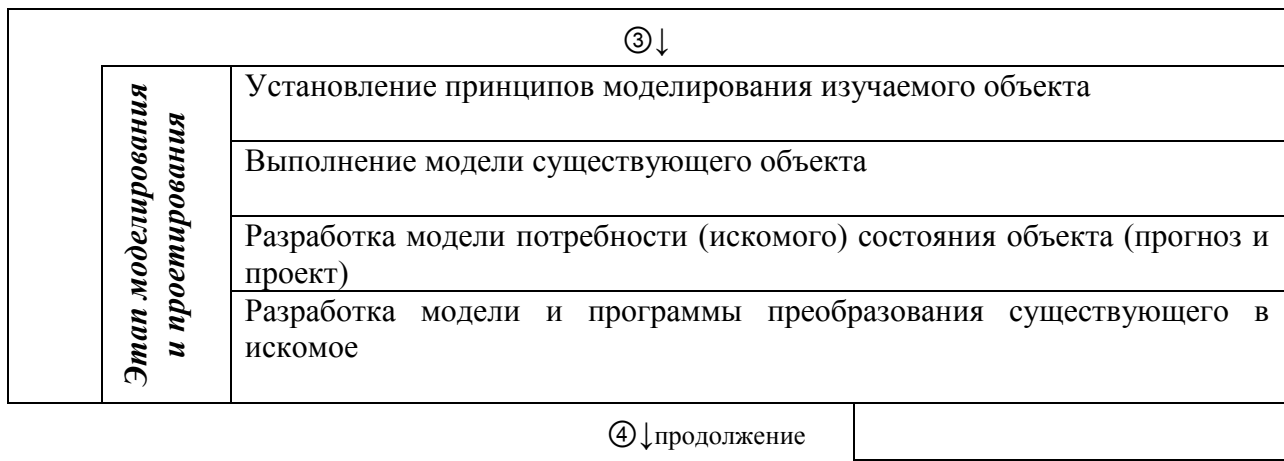 ③↓
Этап моделирования
и проетирования
Установление принципов моделирования изучаемого объекта
Выполнение модели существующего объекта
Разработка модели потребности (искомого) состояния объекта (прогноз и
проект)
Разработка модели и программы преобразования существующего в
искомое
④↓продолжение